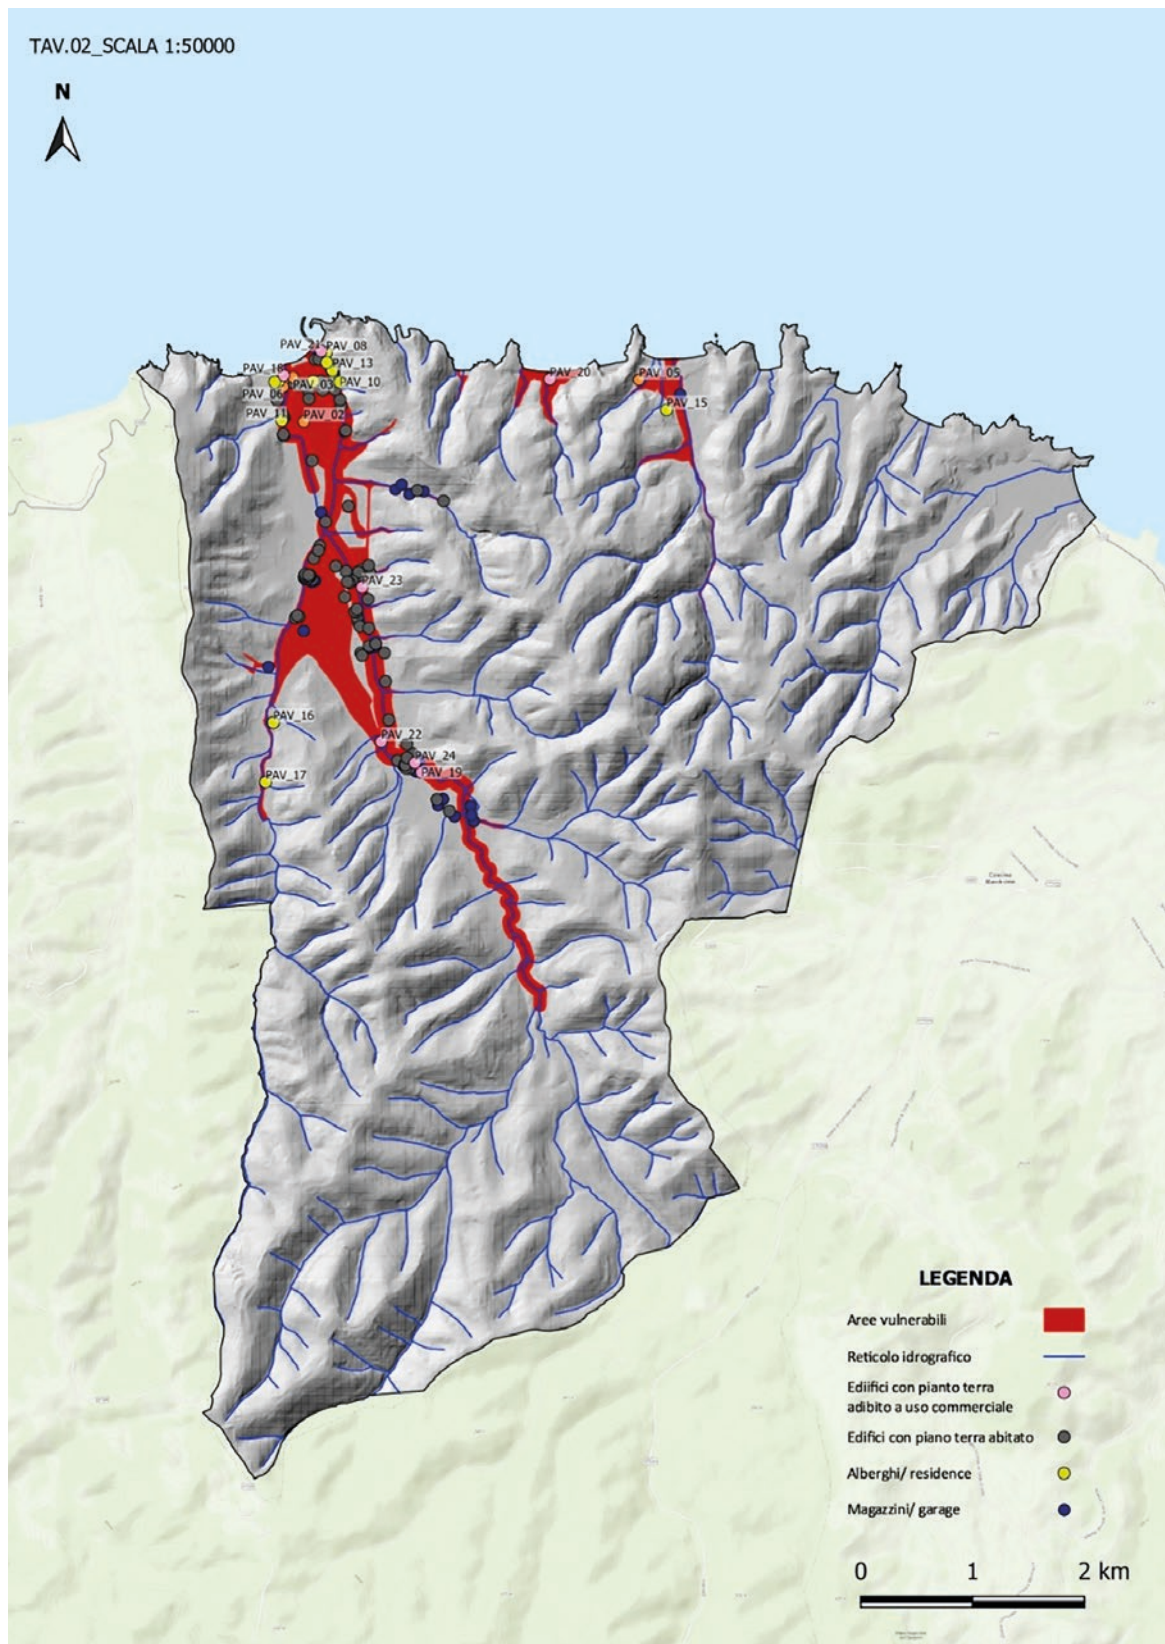 TAV.02_SCALA 1:50000
N
PAV_21
PAV_08
PAV_13
PAV_18
PAV_03
PAV_10
PAV_06
PAV_11
PAV_02
PAV_20
PAV_05
PAV_15
PAV_23
PAV_16
PAV_22
PAV_24
PAV_19
PAV_17
LEGENDA
Aree vulnerabili
Reticolo idrografico
Ediifici con pianto terra
adibito a uso commerciale
Edifici con piano terra abitato
Alberghi/ residence
Magazzini/ garage
0 1 2 km